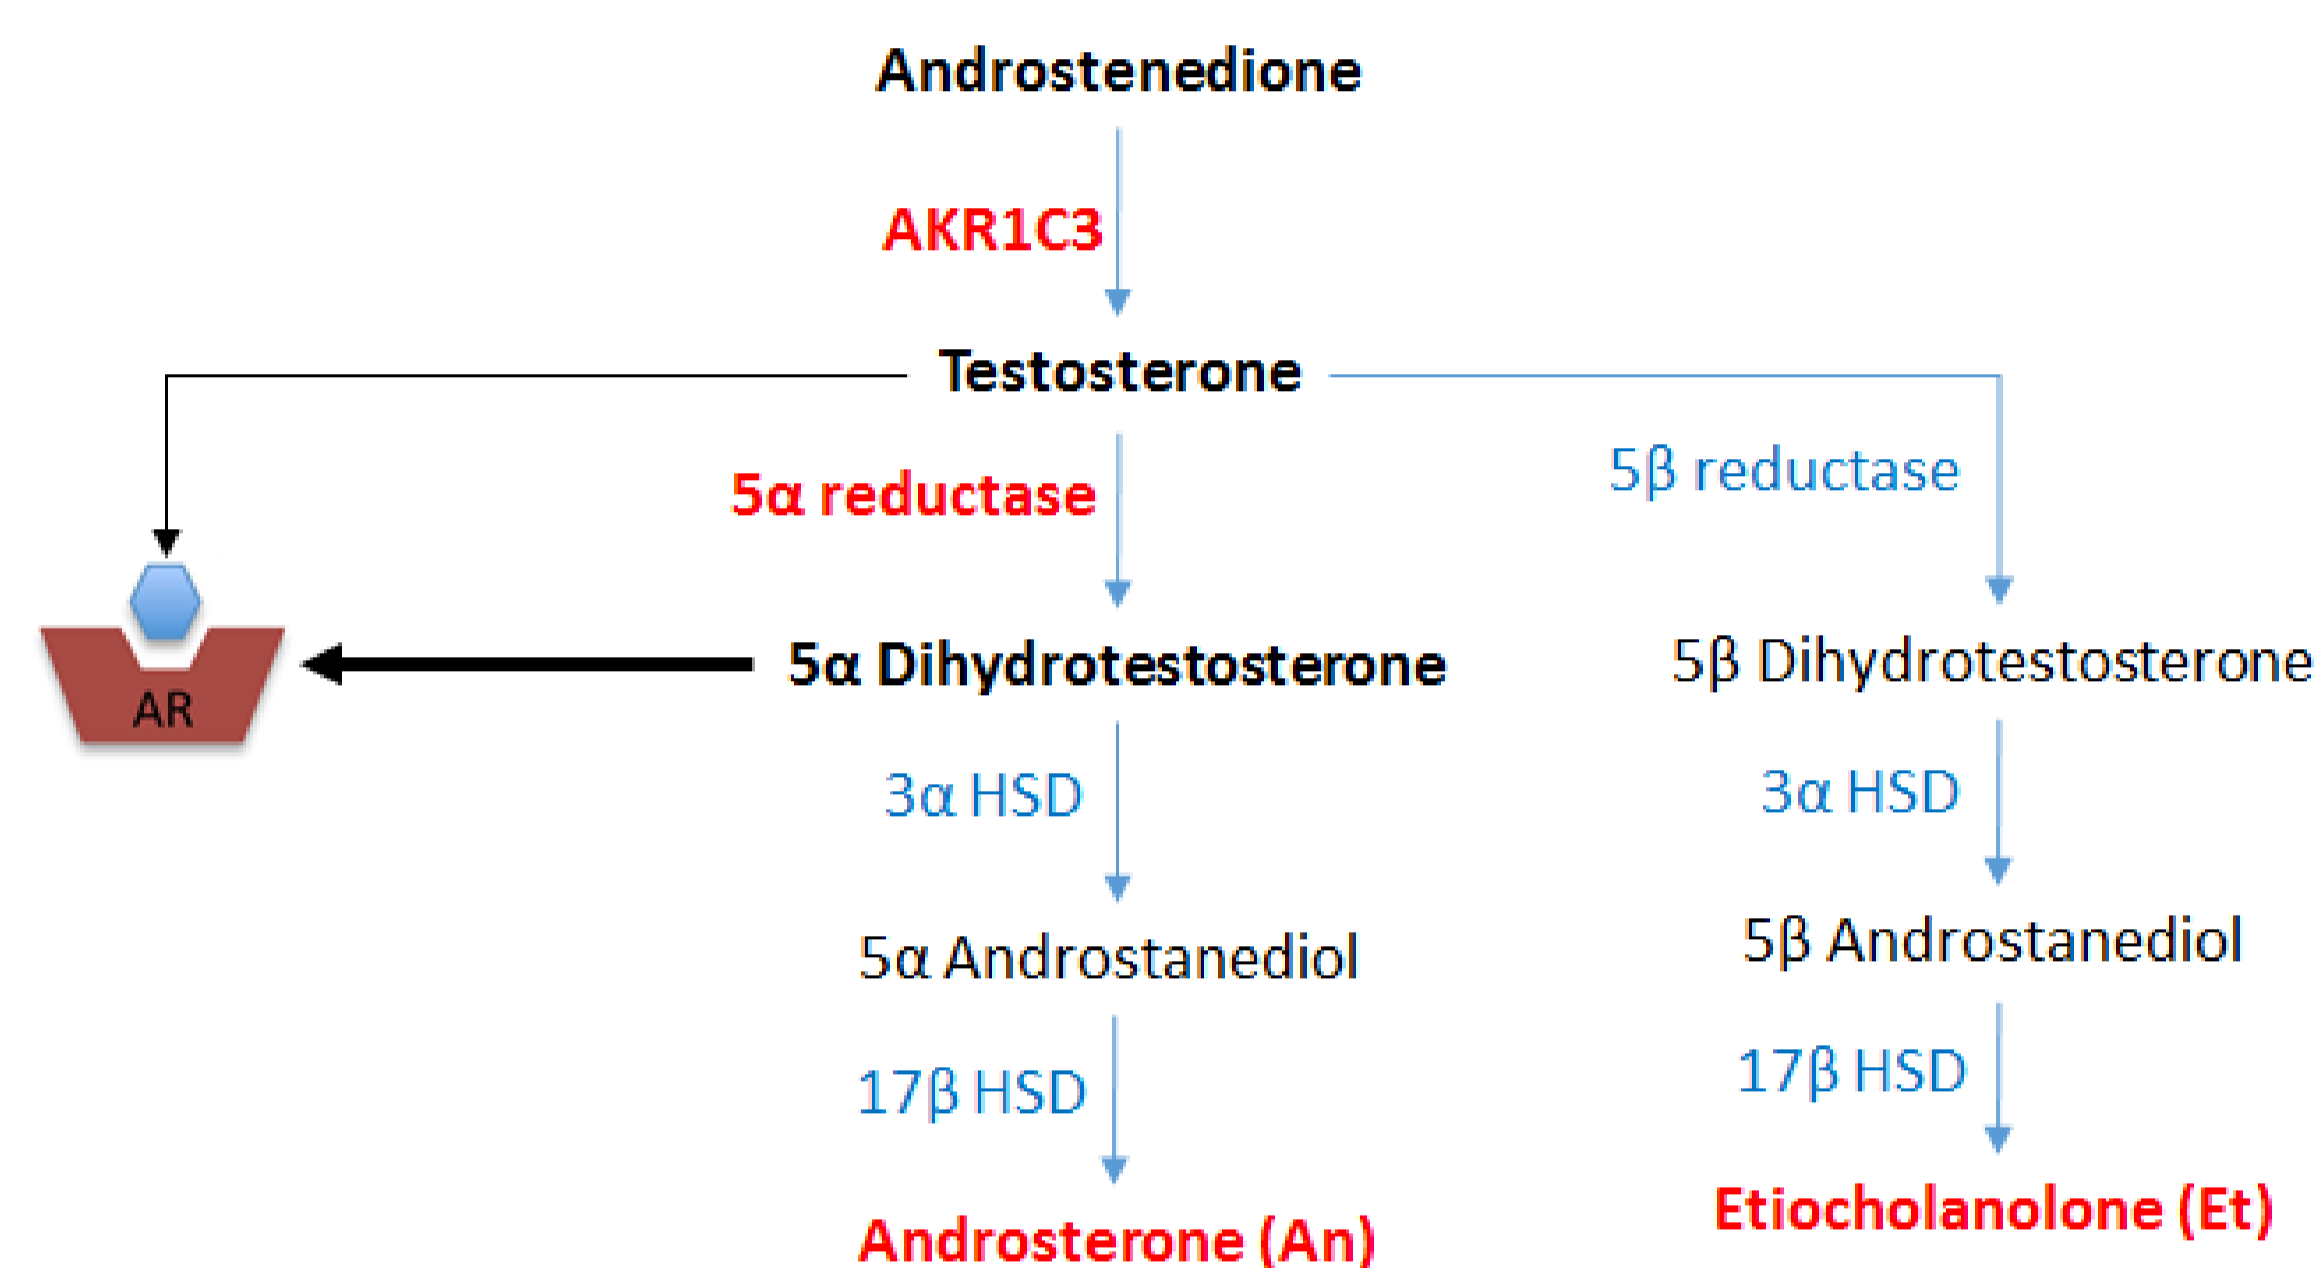 Androstenedione
AKR1C3
Testosterone
5α reductase
5β reductase
AR
5α Dihydrotestosterone
5β Dihydrotestosterone
3α HSD
3α HSD
5α Androstanediol
5β Androstanediol
17β HSD
17β HSD
Androsterone (An)
Etiocholanolone (Et)